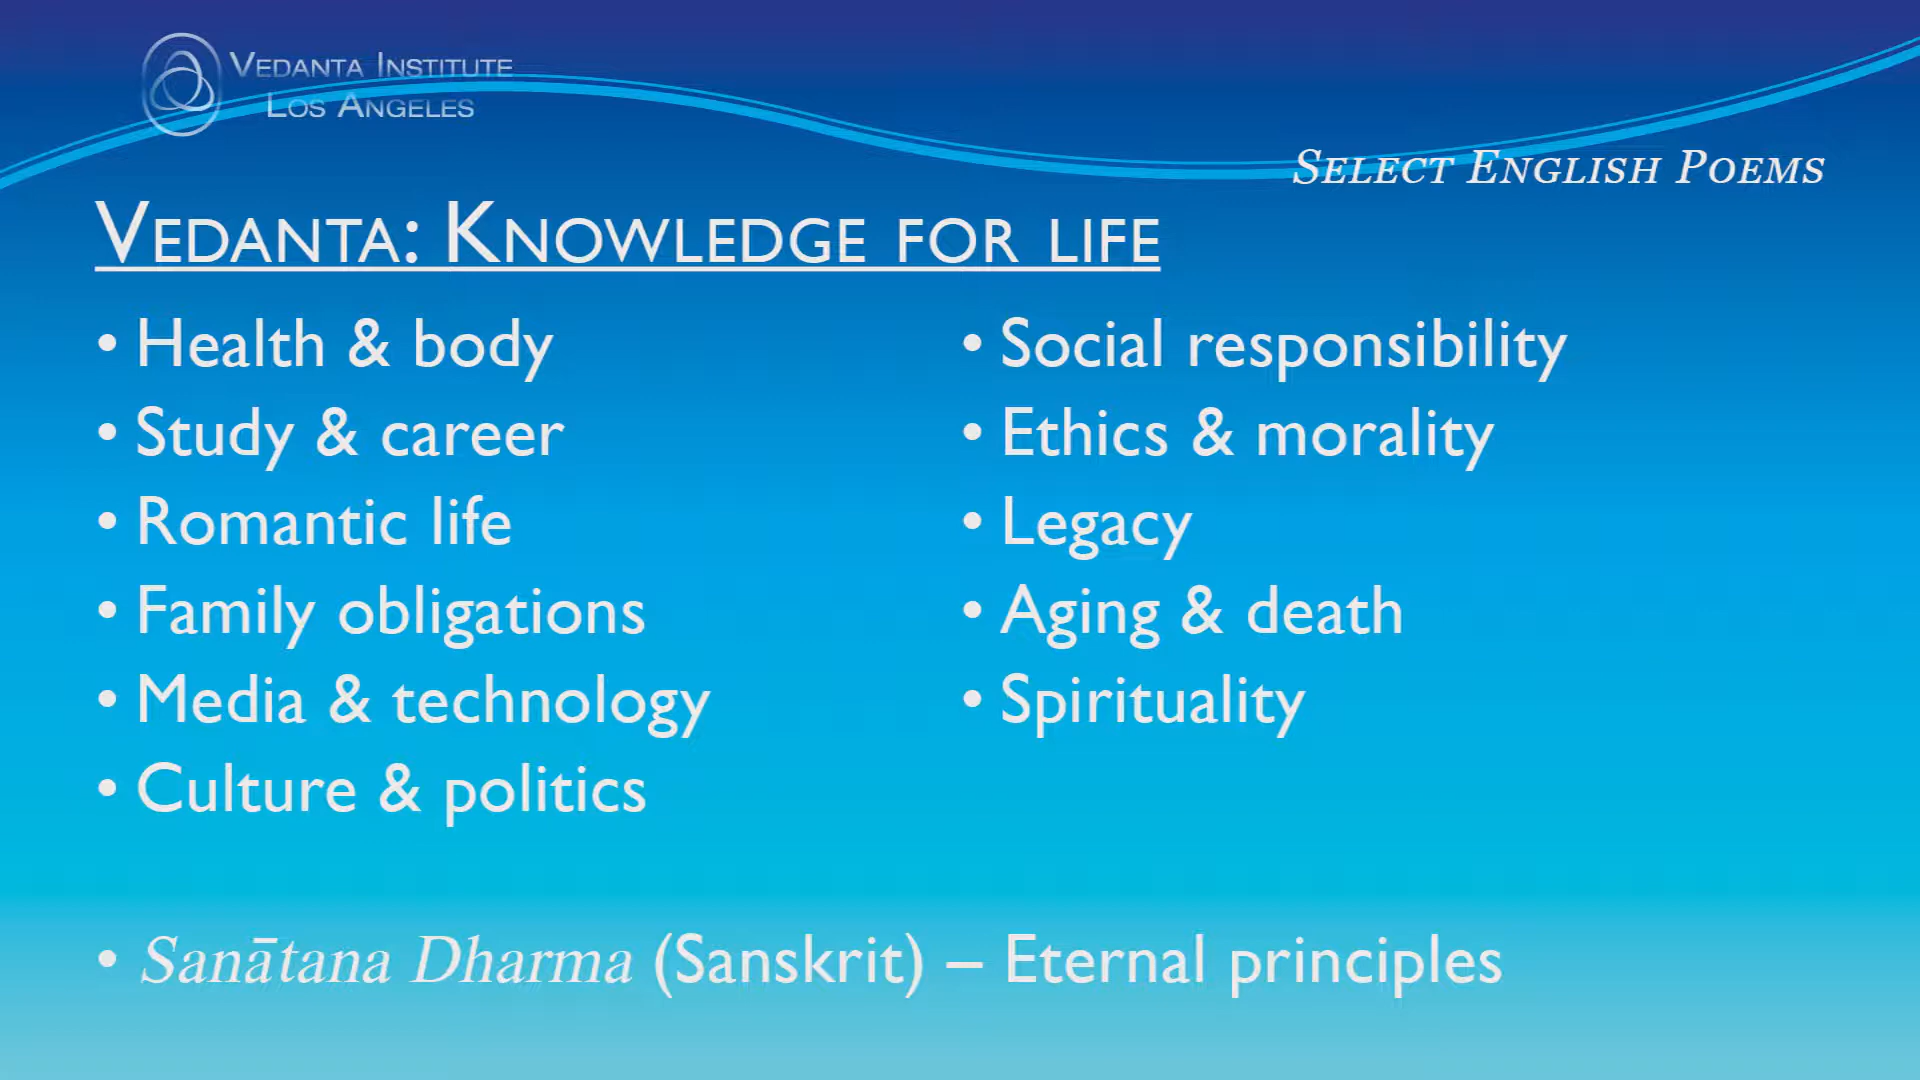 VEDANTA INSTITUTE
LOS ANGELES
SELECT ENGLISH POEMS
VEDANTA: KNOWLEDGE FOR LIFE
• Health & body
• Study & career
• Romantic life
• Family obligations
• Media & technology
• Culture & politics
• Social responsibility
• Ethics & morality
• Legacy
• Aging & death
• Spirituality
• Sanātana Dharma (Sanskrit) – Eternal principles